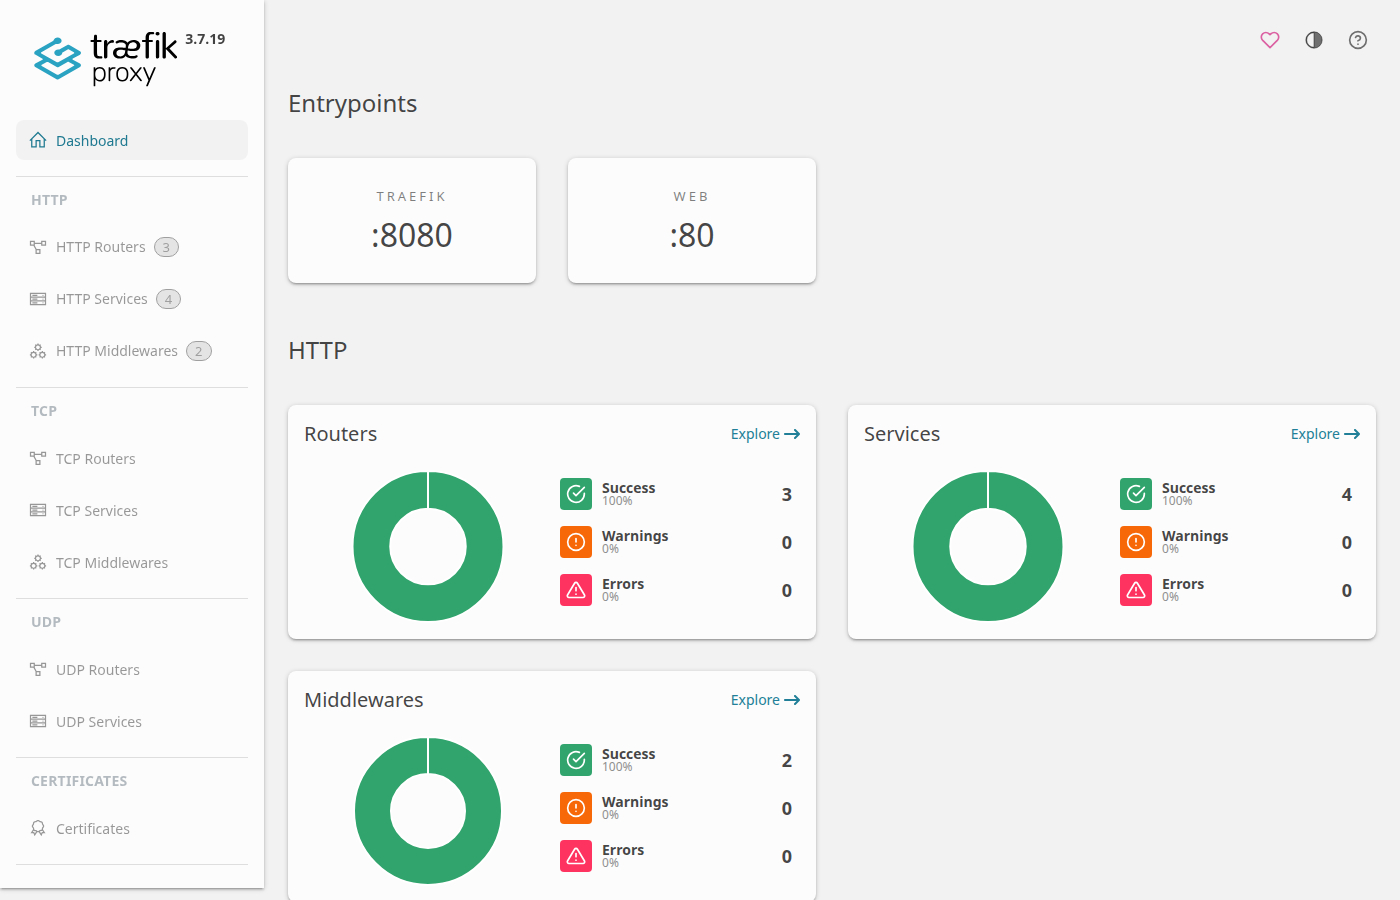 træfik 3.7.19
proxy
Dashboard
HTTP
HTTP Routers 3
HTTP Services 4
HTTP Middlewares 2
TCP
TCP Routers
TCP Services
TCP Middlewares
UDP
UDP Routers
UDP Services
CERTIFICATES
Certificates
Entrypoints
TRAEFIK
:8080
WEB
:80
HTTP
Routers Explore
Success 3
100%
Warnings 0
0%
Errors 0
0%
Services Explore
Success 4
100%
Warnings 0
0%
Errors 0
0%
Middlewares Explore
Success 2
100%
Warnings 0
0%
Errors 0
0%